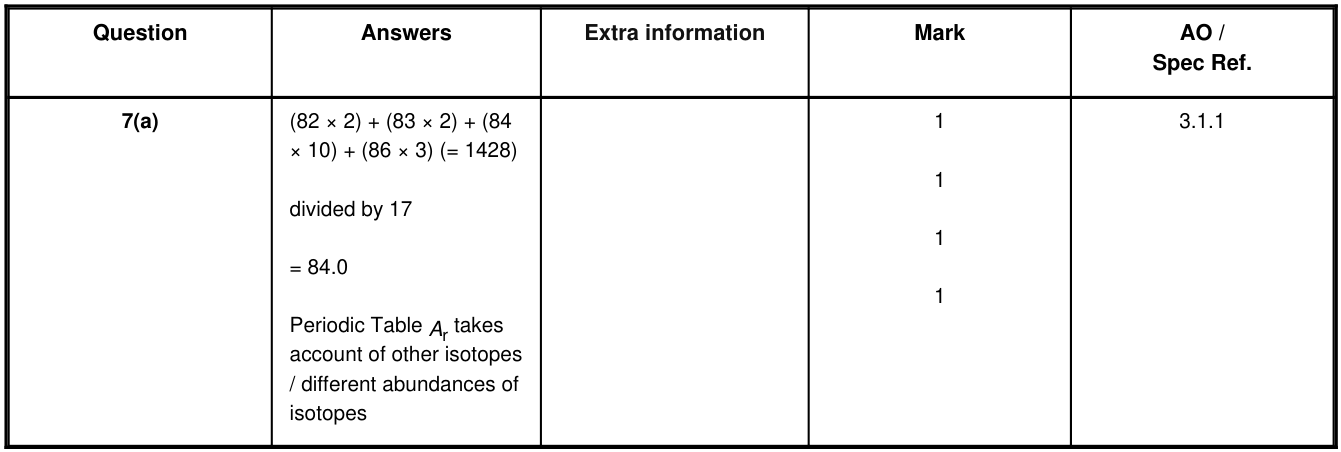 Question Answers Extra information Mark AO /
Spec Ref.
7(a) (82 × 2) + (83 × 2) + (84 1 3.1.1
× 10) + (86 × 3) (= 1428)
1
divided by 17
1
= 84.0
1
Periodic Table Ar takes
account of other isotopes
/ different abundances of
isotopes